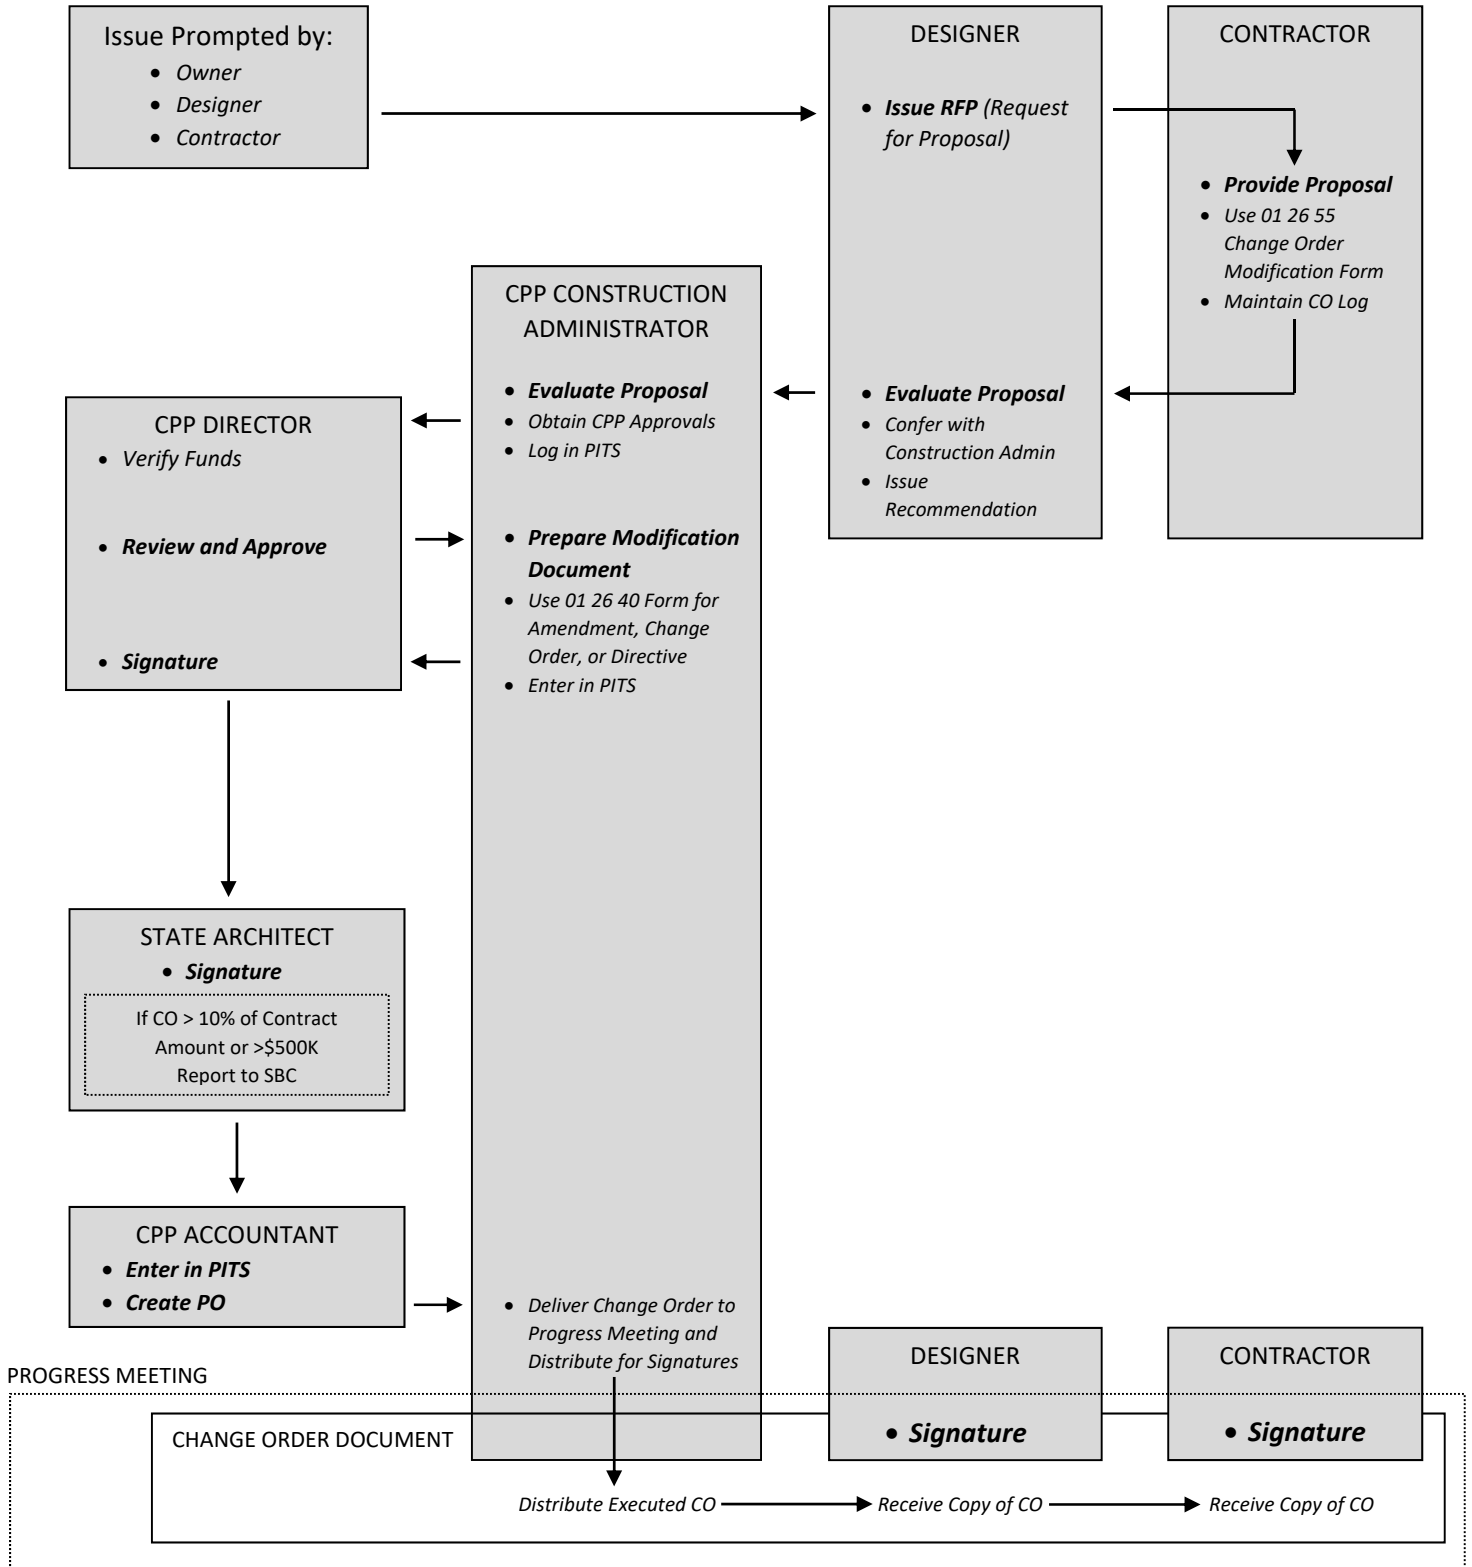 Issue Prompted by:
• Owner
• Designer
• Contractor
DESIGNER
• Issue RFP (Request
for Proposal)
CONTRACTOR
• Provide Proposal
• Use 01 26 55
Change Order
Modification Form
• Maintain CO Log
• Evaluate Proposal
• Confer with
Construction Admin
• Issue
Recommendation
CPP CONSTRUCTION
ADMINISTRATOR
• Evaluate Proposal
• Obtain CPP Approvals
• Log in PITS
CPP DIRECTOR
• Verify Funds
• Review and Approve
• Prepare Modification
Document
• Use 01 26 40 Form for
Amendment, Change
Order, or Directive
• Enter in PITS
• Signature
STATE ARCHITECT
• Signature
If CO > 10% of Contract
Amount or >$500K
Report to SBC
CPP ACCOUNTANT
• Enter in PITS
• Create PO
• Deliver Change Order to
Progress Meeting and
Distribute for Signatures
PROGRESS MEETING
DESIGNER
CONTRACTOR
CHANGE ORDER DOCUMENT
• Signature
• Signature
Distribute Executed CO
Receive Copy of CO
Receive Copy of CO